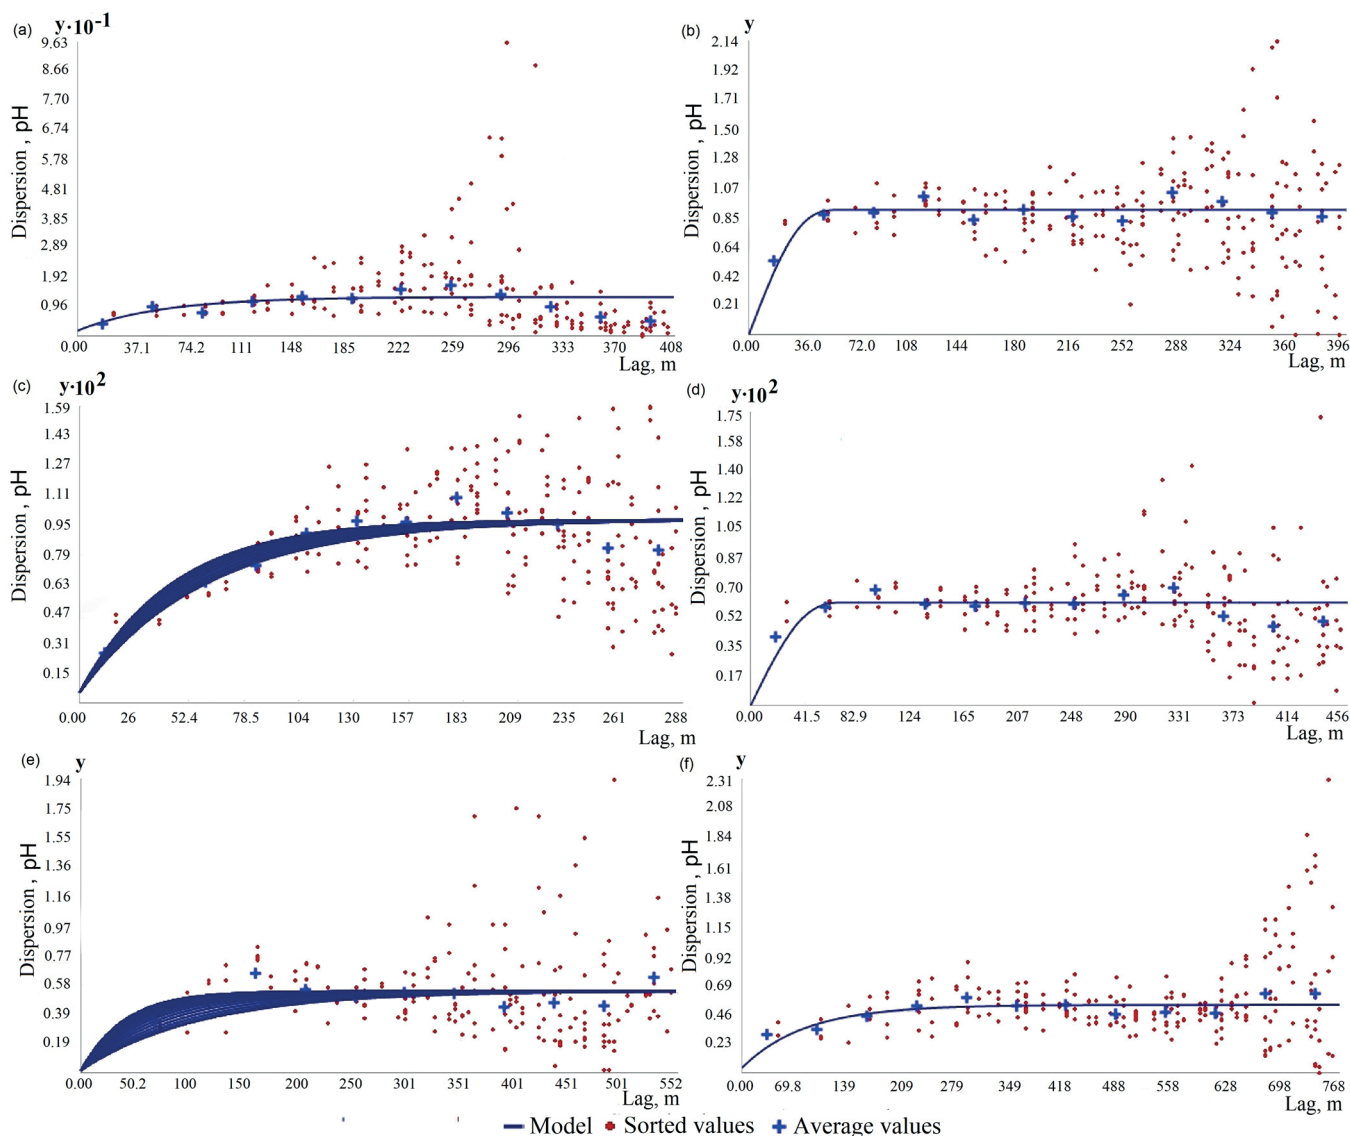 (a) y·10⁻¹
9.63
8.66
7.70
6.74
5.78
4.81
3.85
2.89
1.92
0.96
Dispersion , pH
0.00 37.1 74.2 111 148 185 222 259 296 333 370 408
Lag, m
(b) y
2.14
1.93
1.71
1.50
1.28
1.07
0.85
0.64
0.42
0.21
Dispersion , pH
0.00 36.0 72.0 108 144 180 216 252 288 324 360 396
Lag, m
(c) y·10²
1.59
1.43
1.27
1.11
0.95
0.79
0.63
0.47
0.31
0.15
Dispersion , pH
0.00 26 52.4 78.5 104 130 157 183 209 235 261 288
Lag, m
(d) y·10²
1.75
1.58
1.40
1.22
1.05
0.87
0.70
0.52
0.35
0.17
Dispersion , pH
0.00 41.5 82.9 124 165 207 248 290 331 373 414 456
Lag, m
(e) y
1.94
1.75
1.55
1.36
1.16
0.97
0.77
0.58
0.39
0.19
Dispersion , pH
0.00 50.2 100 150 200 250 301 351 401 451 501 552
Lag, m
(f) y
2.31
2.08
1.84
1.61
1.38
1.15
0.92
0.69
0.46
0.23
Dispersion , pH
0.00 69.8 139 209 279 349 418 488 558 628 698 768
Lag, m
Model Sorted values Average values